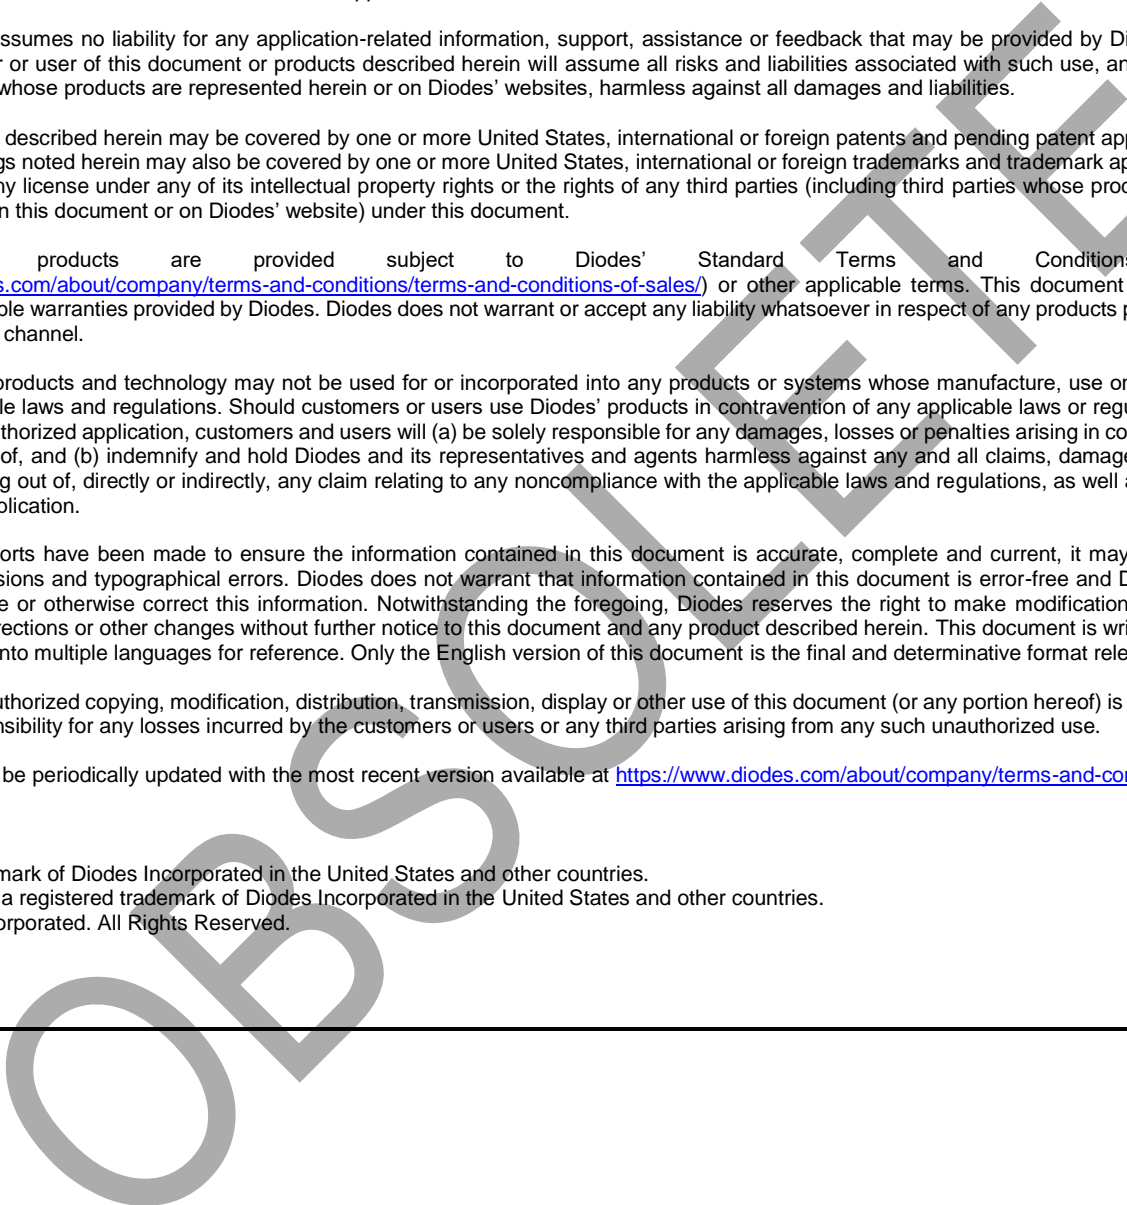 ssumes no liability for any application-related information, support, assistance or feedback that may be provided by Di
r or user of this document or products described herein will assume all risks and liabilities associated with such use, an
whose products are represented herein or on Diodes’ websites, harmless against all damages and liabilities.
described herein may be covered by one or more United States, international or foreign patents and pending patent app
gs noted herein may also be covered by one or more United States, international or foreign trademarks and trademark ap
ny license under any of its intellectual property rights or the rights of any third parties (including third parties whose prod
n this document or on Diodes’ website) under this document.
products are provided subject to Diodes’ Standard Terms and Conditions
s.com/about/company/terms-and-conditions/terms-and-conditions-of-sales/) or other applicable terms. This document
ble warranties provided by Diodes. Diodes does not warrant or accept any liability whatsoever in respect of any products p
channel.
products and technology may not be used for or incorporated into any products or systems whose manufacture, use or
le laws and regulations. Should customers or users use Diodes’ products in contravention of any applicable laws or regu
uthorized application, customers and users will (a) be solely responsible for any damages, losses or penalties arising in co
of, and (b) indemnify and hold Diodes and its representatives and agents harmless against any and all claims, damage
g out of, directly or indirectly, any claim relating to any noncompliance with the applicable laws and regulations, as well a
plication.
orts have been made to ensure the information contained in this document is accurate, complete and current, it may
sions and typographical errors. Diodes does not warrant that information contained in this document is error-free and D
e or otherwise correct this information. Notwithstanding the foregoing, Diodes reserves the right to make modification
rections or other changes without further notice to this document and any product described herein. This document is wri
nto multiple languages for reference. Only the English version of this document is the final and determinative format rele
uthorized copying, modification, distribution, transmission, display or other use of this document (or any portion hereof) is
nsibility for any losses incurred by the customers or users or any third parties arising from any such unauthorized use.
be periodically updated with the most recent version available at https://www.diodes.com/about/company/terms-and-con
mark of Diodes Incorporated in the United States and other countries.
a registered trademark of Diodes Incorporated in the United States and other countries.
orporated. All Rights Reserved.
OBSOLETE